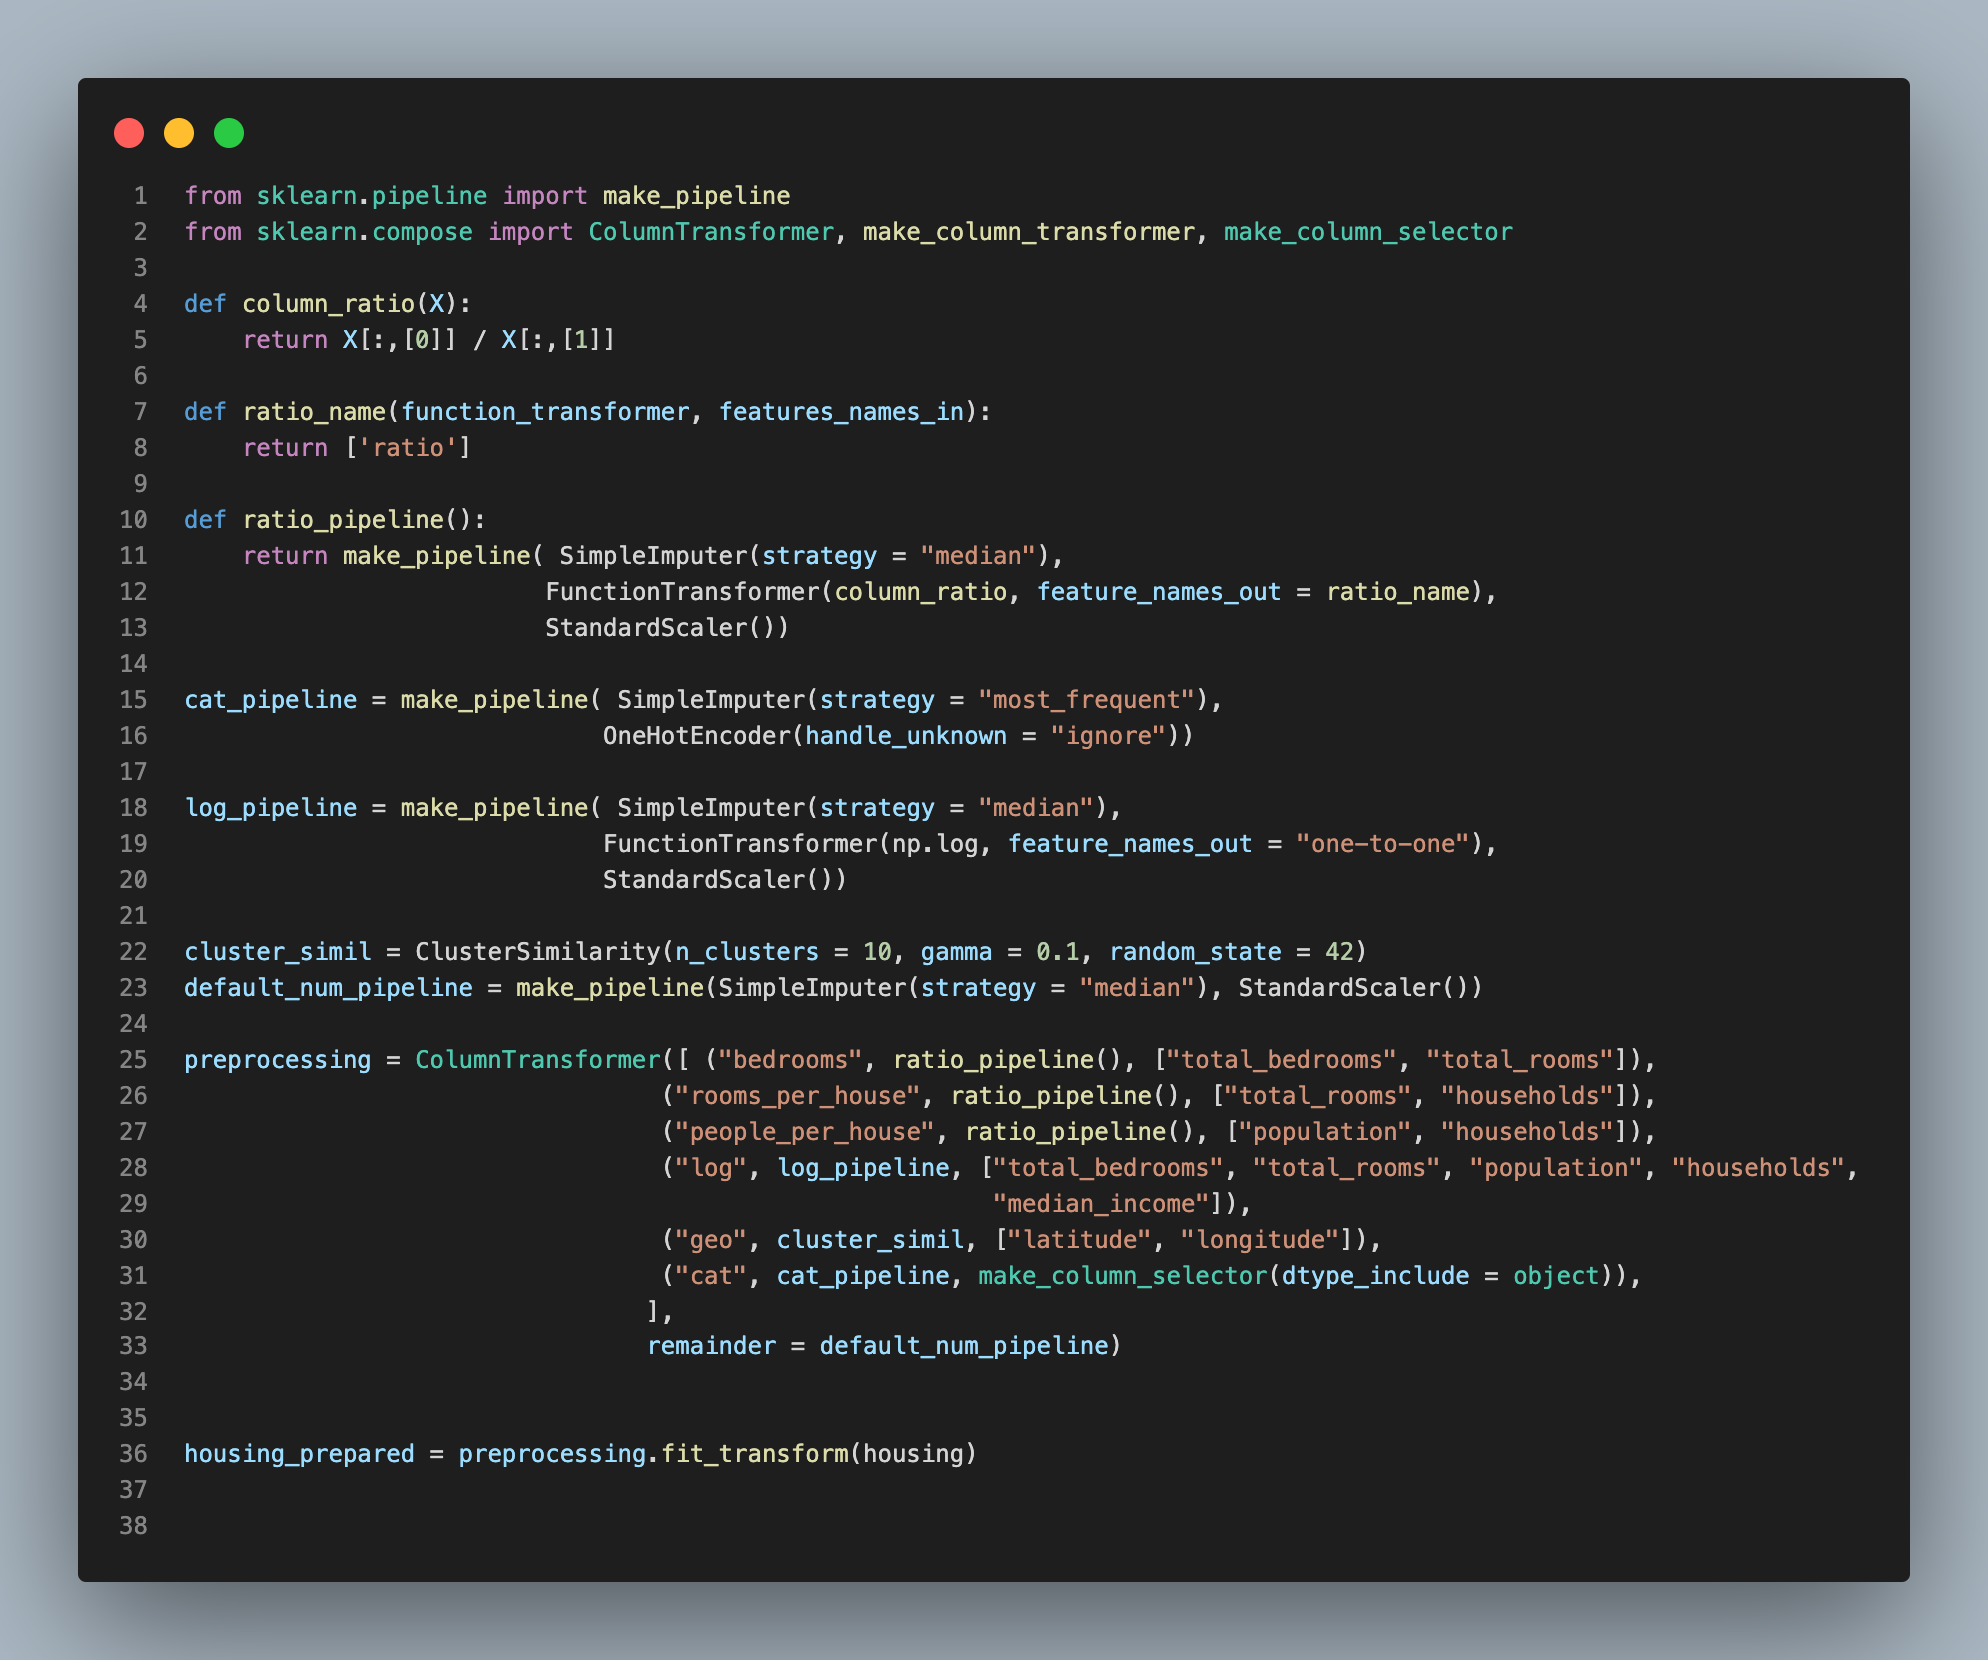 1 from sklearn.pipeline import make_pipeline
2 from sklearn.compose import ColumnTransformer, make_column_transformer, make_column_selector
3
4 def column_ratio(X):
5     return X[:,[0]] / X[:,[1]]
6
7 def ratio_name(function_transformer, features_names_in):
8     return ['ratio']
9
10 def ratio_pipeline():
11     return make_pipeline( SimpleImputer(strategy = "median"),
12                          FunctionTransformer(column_ratio, feature_names_out = ratio_name),
13                          StandardScaler())
14
15 cat_pipeline = make_pipeline( SimpleImputer(strategy = "most_frequent"),
16                              OneHotEncoder(handle_unknown = "ignore"))
17
18 log_pipeline = make_pipeline( SimpleImputer(strategy = "median"),
19                              FunctionTransformer(np.log, feature_names_out = "one-to-one"),
20                              StandardScaler())
21
22 cluster_simil = ClusterSimilarity(n_clusters = 10, gamma = 0.1, random_state = 42)
23 default_num_pipeline = make_pipeline(SimpleImputer(strategy = "median"), StandardScaler())
24
25 preprocessing = ColumnTransformer([ ("bedrooms", ratio_pipeline(), ["total_bedrooms", "total_rooms"]),
26                                  ("rooms_per_house", ratio_pipeline(), ["total_rooms", "households"]),
27                                  ("people_per_house", ratio_pipeline(), ["population", "households"]),
28                                  ("log", log_pipeline, ["total_bedrooms", "total_rooms", "population", "households",
29                                                         "median_income"]),
30                                  ("geo", cluster_simil, ["latitude", "longitude"]),
31                                  ("cat", cat_pipeline, make_column_selector(dtype_include = object)),
32                                 ],
33                                 remainder = default_num_pipeline)
34
35
36 housing_prepared = preprocessing.fit_transform(housing)
37
38